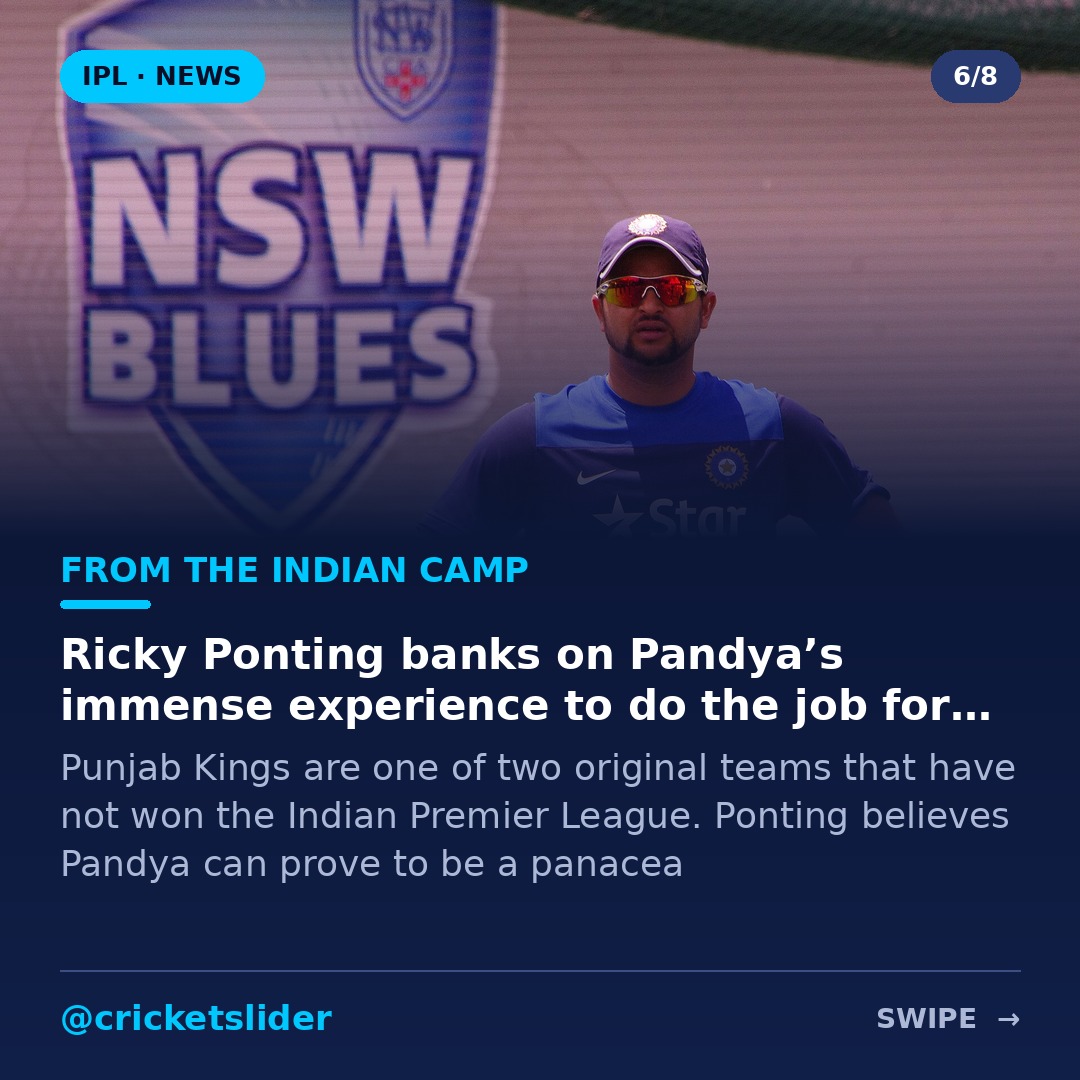 IPL · NEWS
6/8
NSW
NSW
BLUES
Star
FROM THE INDIAN CAMP
Ricky Ponting banks on Pandya’s
immense experience to do the job for…
Punjab Kings are one of two original teams that have
not won the Indian Premier League. Ponting believes
Pandya can prove to be a panacea
@cricketslider
SWIPE →